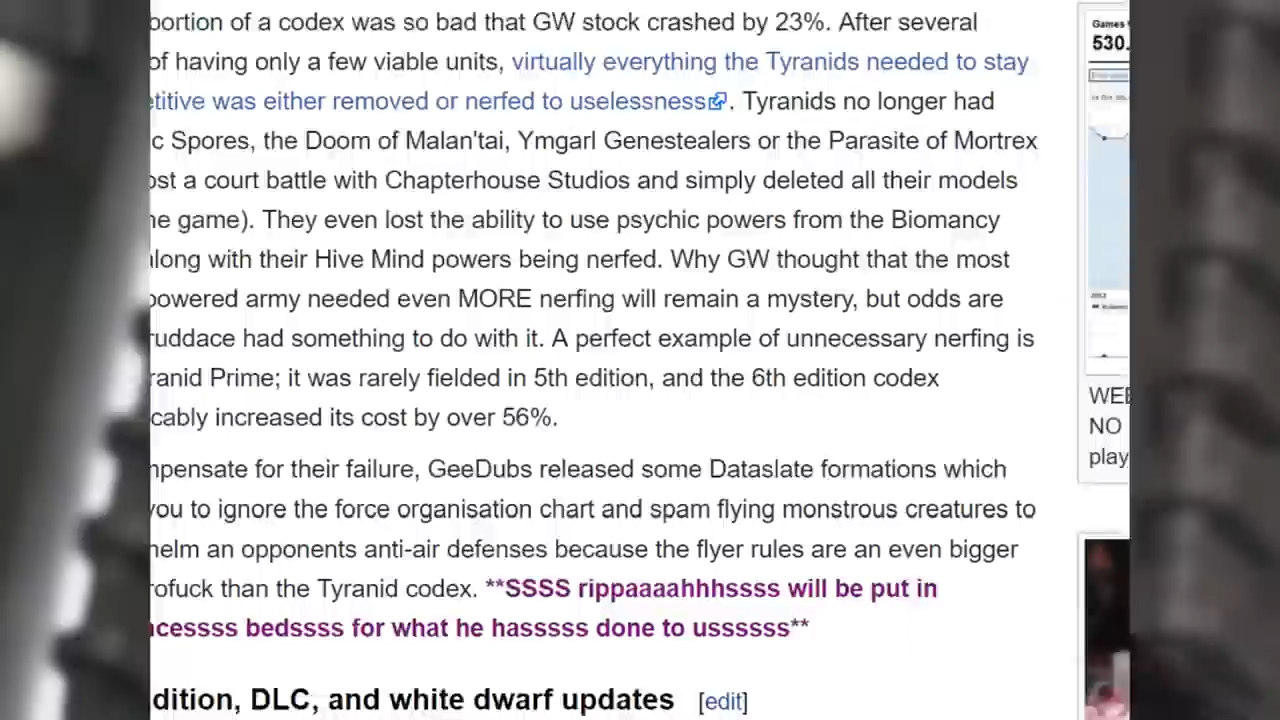 bortion of a codex was so bad that GW stock crashed by 23%. After several
of having only a few viable units, virtually everything the Tyranids needed to stay
etitive was either removed or nerfed to uselessness. Tyranids no longer had
c Spores, the Doom of Malan'tai, Ymgarl Genestealers or the Parasite of Mortrex
ost a court battle with Chapterhouse Studios and simply deleted all their models
he game). They even lost the ability to use psychic powers from the Biomancy
along with their Hive Mind powers being nerfed. Why GW thought that the most
powered army needed even MORE nerfing will remain a mystery, but odds are
ruddace had something to do with it. A perfect example of unnecessary nerfing is
ranid Prime; it was rarely fielded in 5th edition, and the 6th edition codex
cably increased its cost by over 56%.
mpensate for their failure, GeeDubs released some Dataslate formations which
you to ignore the force organisation chart and spam flying monstrous creatures to
helm an opponents anti-air defenses because the flyer rules are an even bigger
rofuck than the Tyranid codex. **SSSS rippaaaahhhssss will be put in
ncessss bedssss for what he hasssss done to ussssss**
dition, DLC, and white dwarf updates [edit]
Games
530.
WEE
NO
play